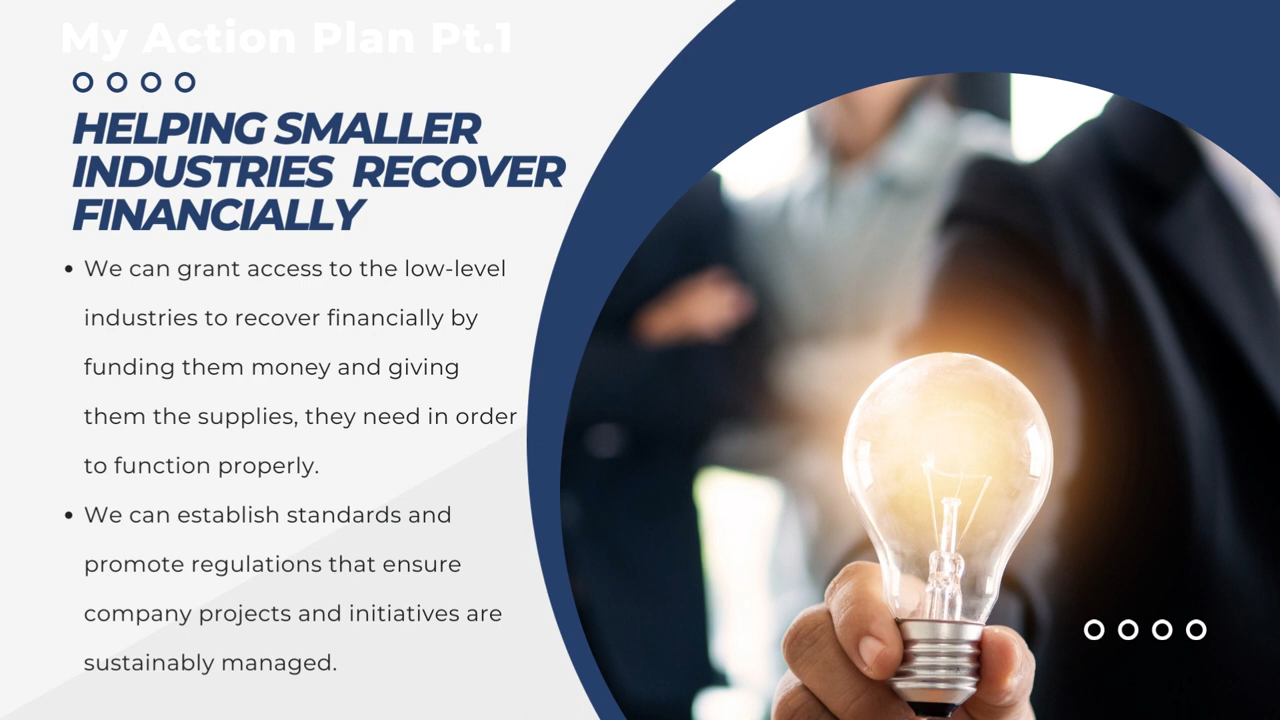 My Action Plan Pt.1
HELPING SMALLER
INDUSTRIES RECOVER
FINANCIALLY
• We can grant access to the low-level
industries to recover financially by
funding them money and giving
them the supplies, they need in order
to function properly.
• We can establish standards and
promote regulations that ensure
company projects and initiatives are
sustainably managed.